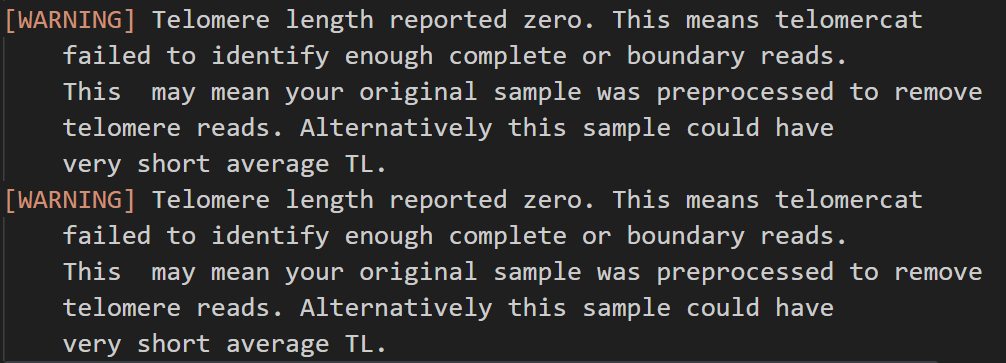 [WARNING] Telomere length reported zero. This means telomercat
failed to identify enough complete or boundary reads.
This  may mean your original sample was preprocessed to remove
telomere reads. Alternatively this sample could have
very short average TL.
[WARNING] Telomere length reported zero. This means telomercat
failed to identify enough complete or boundary reads.
This  may mean your original sample was preprocessed to remove
telomere reads. Alternatively this sample could have
very short average TL.